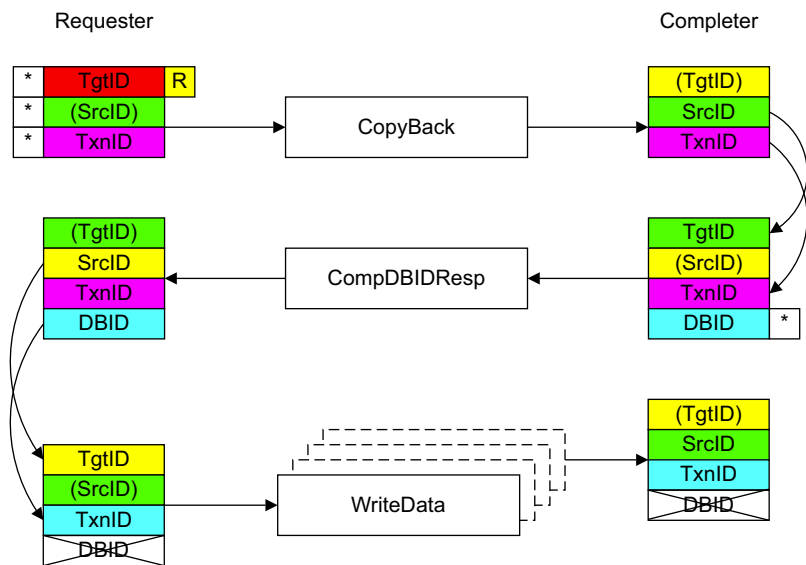 Requester Completer
* TgtID R (TgtID)
* (SrcID) SrcID
* TxnID CopyBack TxnID
(TgtID) TgtID
SrcID CompDBIDResp (SrcID)
TxnID TxnID
DBID DBID *
(TgtID)
TgtID SrcID
(SrcID) WriteData TxnID
TxnID DBID
DBID